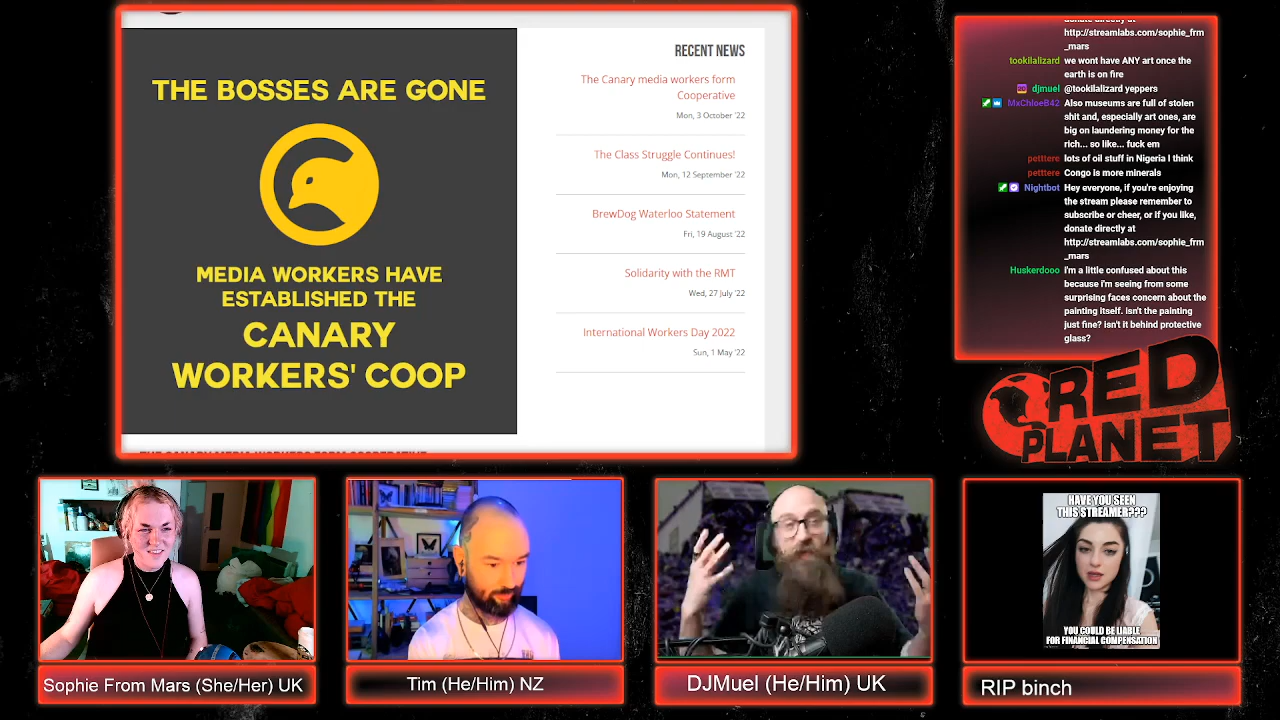 THE BOSSES ARE GONE
MEDIA WORKERS HAVE
ESTABLISHED THE
CANARY
WORKERS' COOP
RECENT NEWS
The Canary media workers form
Cooperative
Mon, 3 October '22
The Class Struggle Continues!
Mon, 12 September '22
BrewDog Waterloo Statement
Fri, 19 August '22
Solidarity with the RMT
Wed, 27 July '22
International Workers Day 2022
Sun, 1 May '22
THE CANARY MEDIA WORKERS FORM COOPERATIVE
donate directly at
http://streamlabs.com/sophie_frm
_mars
tookilalizard we wont have ANY art once the
earth is on fire
djmuel @tookilalizard yeppers
MxChloeB42 Also museums are full of stolen
shit and, especially art ones, are
big on laundering money for the
rich... so like... fuck em
petttere lots of oil stuff in Nigeria I think
petttere Congo is more minerals
Nightbot Hey everyone, if you're enjoying
the stream please remember to
subscribe or cheer, or if you like,
donate directly at
http://streamlabs.com/sophie_frm
_mars
Huskerdooo I'm a little confused about this
because i'm seeing from some
surprising faces concern about the
painting itself. Isn't the painting
just fine? isn't it behind protective
glass?
RED
PLANET
HAVE YOU SEEN
THIS STREAMER???
YOU COULD BE LIABLE
FOR FINANCIAL COMPENSATION
Sophie From Mars (She/Her) UK
Tim (He/Him) NZ
DJMuel (He/Him) UK
RIP binch